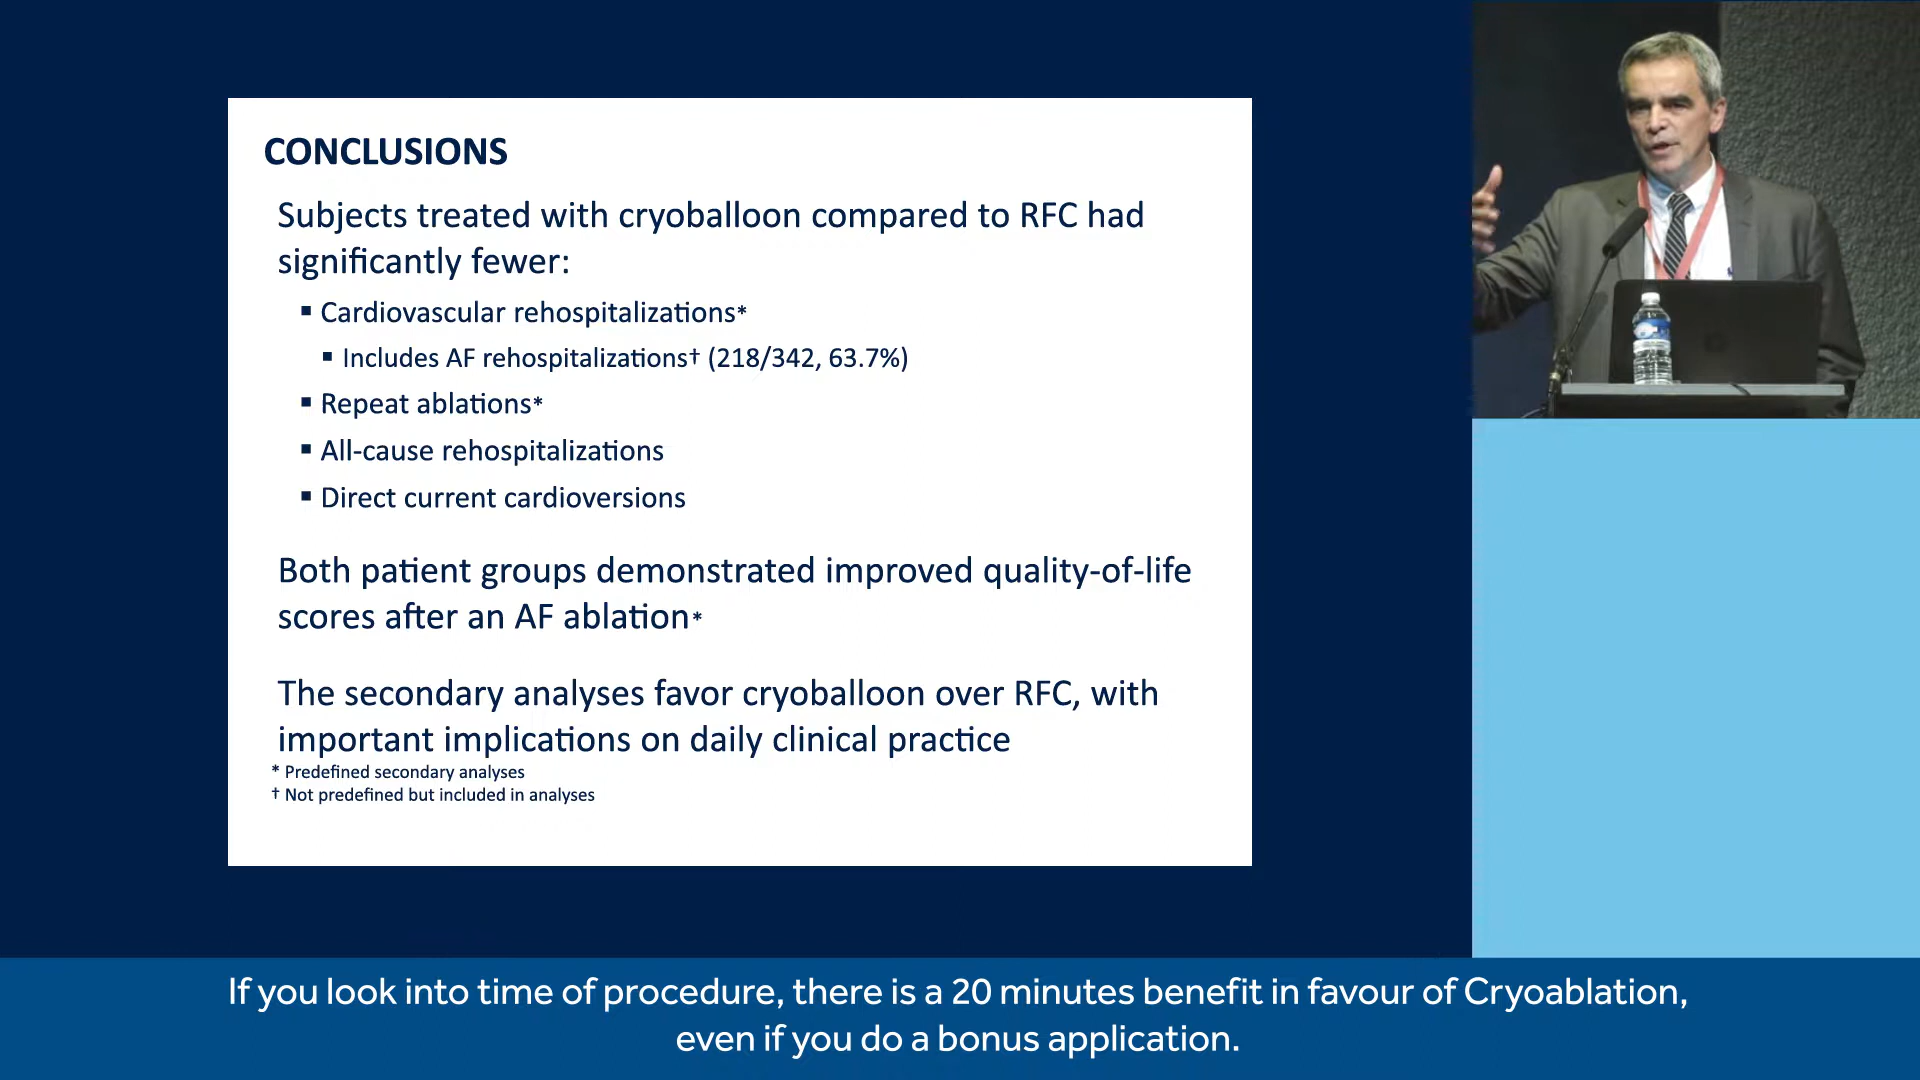 CONCLUSIONS
Subjects treated with cryoballoon compared to RFC had
significantly fewer:
▪ Cardiovascular rehospitalizations*
▪ Includes AF rehospitalizations† (218/342, 63.7%)
▪ Repeat ablations*
▪ All-cause rehospitalizations
▪ Direct current cardioversions
Both patient groups demonstrated improved quality-of-life
scores after an AF ablation*
The secondary analyses favor cryoballoon over RFC, with
important implications on daily clinical practice
* Predefined secondary analyses
† Not predefined but included in analyses
If you look into time of procedure, there is a 20 minutes benefit in favour of Cryoablation,
even if you do a bonus application.